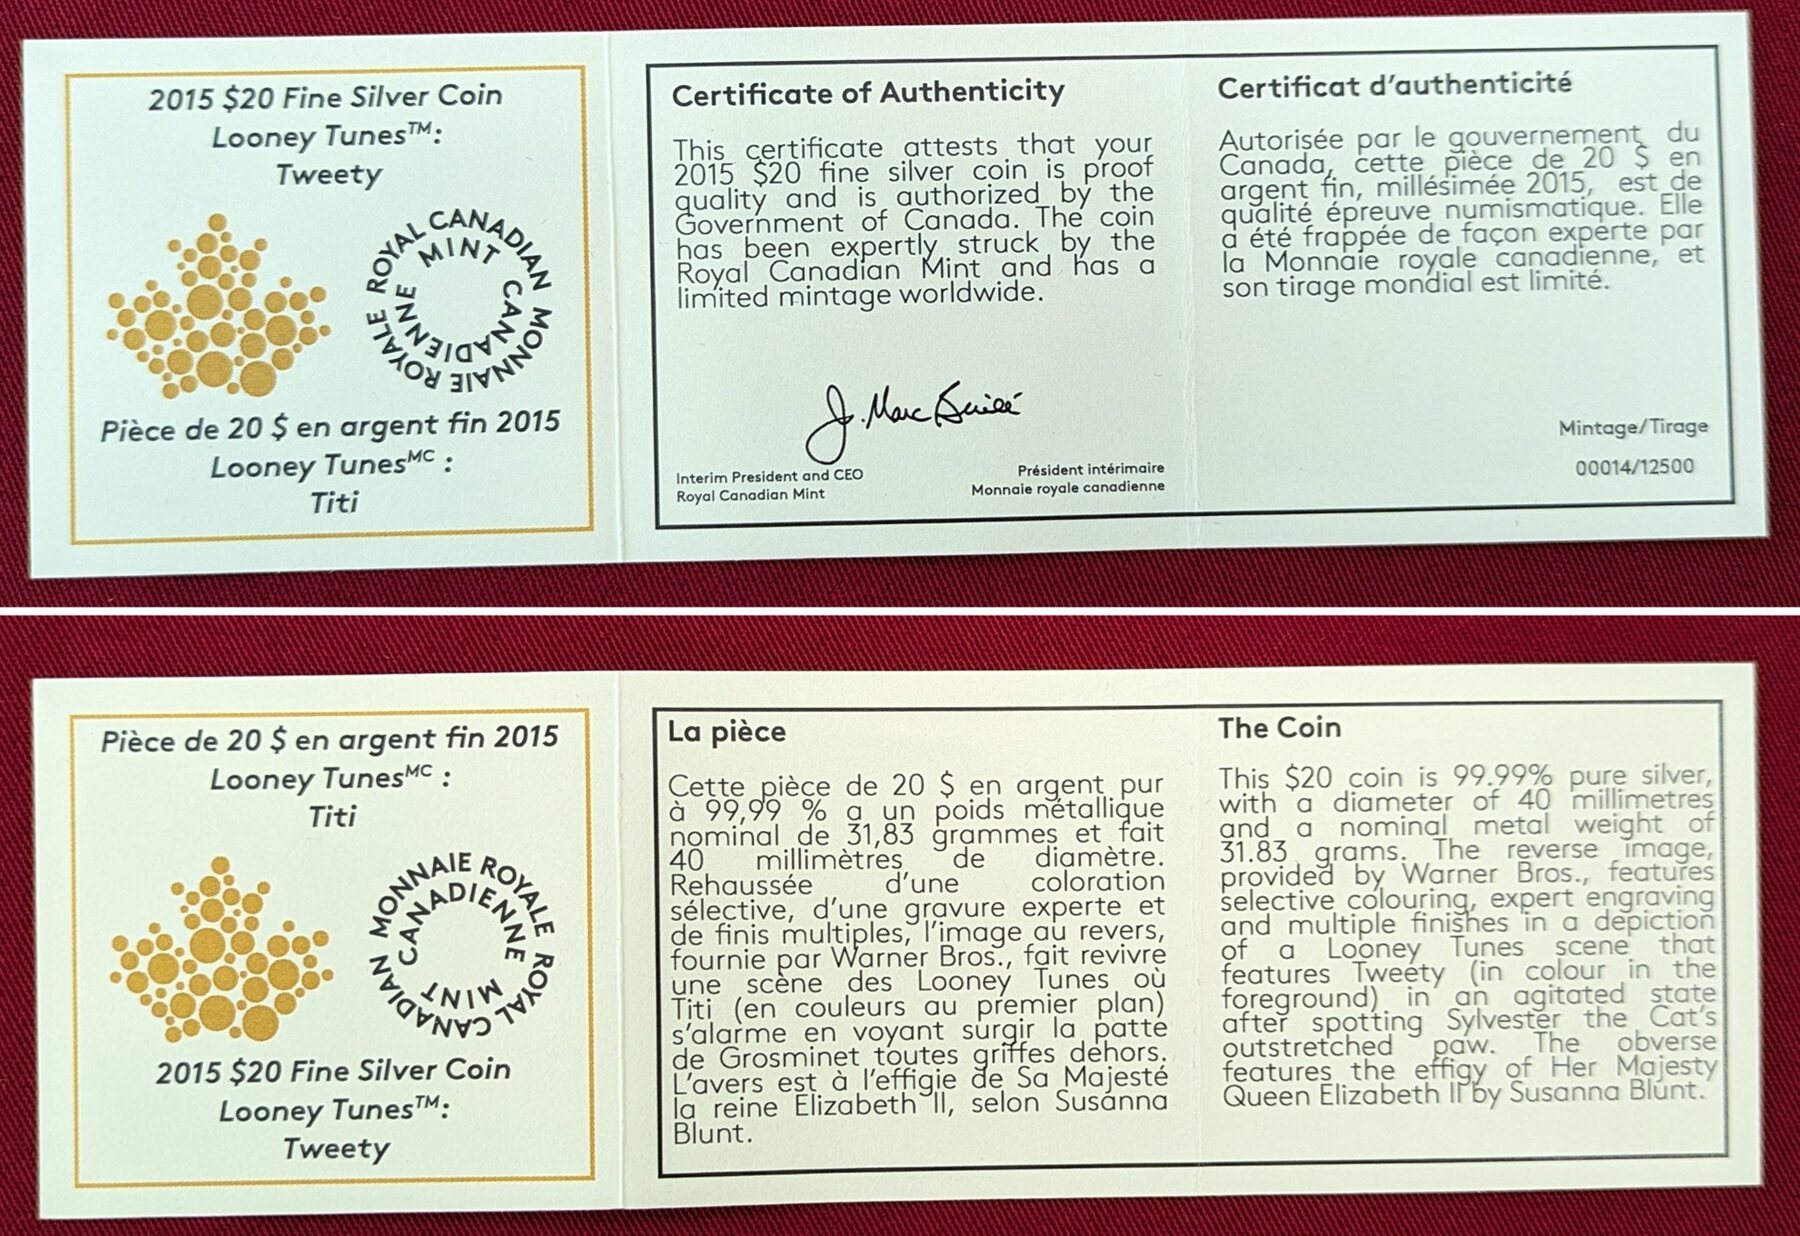 2015 $20 Fine Silver Coin
Looney Tunes™:
Tweety
ROYAL CANADIAN MINT
MONNAIE ROYALE CANADIENNE
Pièce de 20 $ en argent fin 2015
Looney Tunesᴹᶜ :
Titi
Certificate of Authenticity
This certificate attests that your
2015 $20 fine silver coin is proof
quality and is authorized by the
Government of Canada. The coin
has been expertly struck by the
Royal Canadian Mint and has a
limited mintage worldwide.
J. Marc Brûlé
Interim President and CEO
Royal Canadian Mint
Président intérimaire
Monnaie royale canadienne
Certificat d'authenticité
Autorisée par le gouvernement du
Canada, cette pièce de 20 $ en
argent fin, millésimée 2015, est de
qualité épreuve numismatique. Elle
a été frappée de façon experte par
la Monnaie royale canadienne, et
son tirage mondial est limité.
Mintage/Tirage
00014/12500
Pièce de 20 $ en argent fin 2015
Looney Tunesᴹᶜ :
Titi
MONNAIE ROYALE CANADIENNE
ROYAL CANADIAN MINT
2015 $20 Fine Silver Coin
Looney Tunes™:
Tweety
La pièce
Cette pièce de 20 $ en argent pur
à 99,99 % a un poids métallique
nominal de 31,83 grammes et fait
40 millimètres de diamètre.
Rehaussée d'une coloration
sélective, d'une gravure experte et
de finis multiples, l'image au revers,
fournie par Warner Bros., fait revivre
une scène des Looney Tunes où
Titi (en couleurs au premier plan)
s'alarme en voyant surgir la patte
de Grosminet toutes griffes dehors.
L'avers est à l'effigie de Sa Majesté
la reine Elizabeth II, selon Susanna
Blunt.
The Coin
This $20 coin is 99.99% pure silver,
with a diameter of 40 millimetres
and a nominal metal weight of
31.83 grams. The reverse image,
provided by Warner Bros., features
selective colouring, expert engraving
and multiple finishes in a depiction
of a Looney Tunes scene that
features Tweety (in colour in the
foreground) in an agitated state
after spotting Sylvester the Cat's
outstretched paw. The obverse
features the effigy of Her Majesty
Queen Elizabeth II by Susanna Blunt.